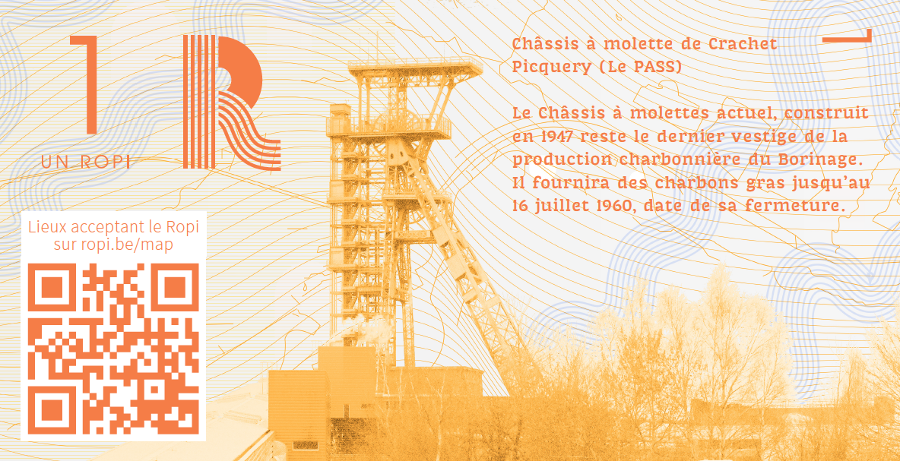 1 R
UN ROPI
Lieux acceptant le Ropi
sur ropi.be/map
Châssis à molette de Crachet
Picquery (Le PASS)
Le Châssis à molettes actuel, construit
en 1947 reste le dernier vestige de la
production charbonnière du Borinage.
Il fournira des charbons gras jusqu’au
16 juillet 1960, date de sa fermeture.
1